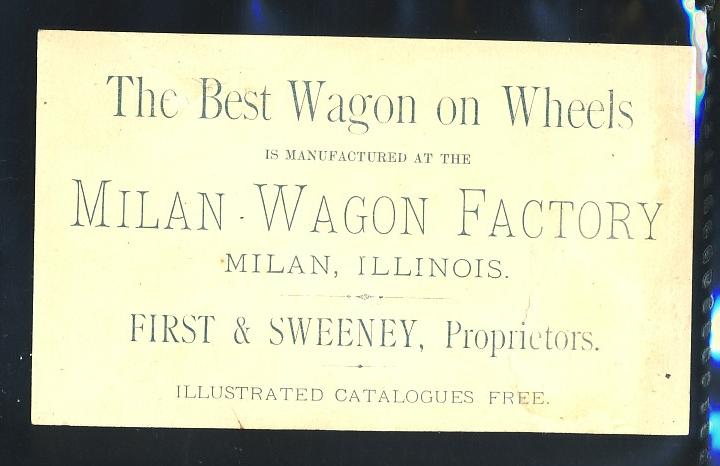 The Best Wagon on Wheels
IS MANUFACTURED AT THE
MILAN WAGON FACTORY
MILAN, ILLINOIS.
FIRST & SWEENEY, Proprietors.
ILLUSTRATED CATALOGUES FREE.